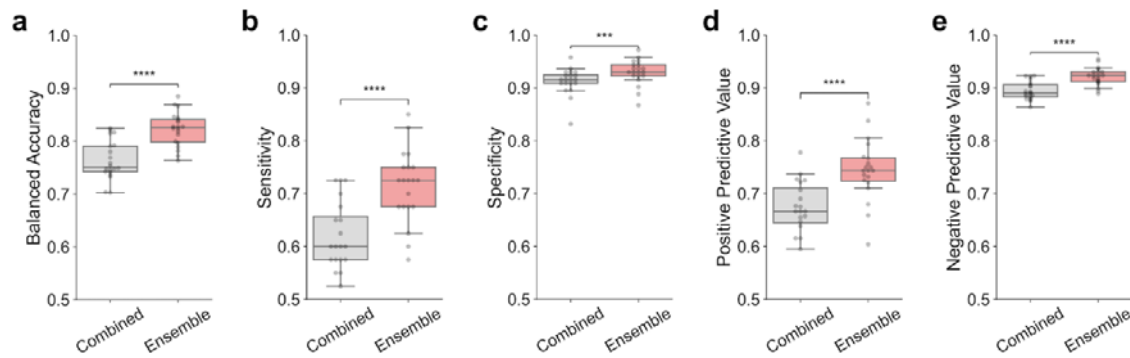 a
Balanced Accuracy
1.0
0.9
0.8
0.7
0.6
0.5
****
Combined
Ensemble
b
Sensitivity
1.0
0.9
0.8
0.7
0.6
0.5
****
Combined
Ensemble
c
Specificity
1.0
0.9
0.8
0.7
0.6
0.5
***
Combined
Ensemble
d
Positive Predictive Value
1.0
0.9
0.8
0.7
0.6
0.5
****
Combined
Ensemble
e
Negative Predictive Value
1.0
0.9
0.8
0.7
0.6
0.5
****
Combined
Ensemble